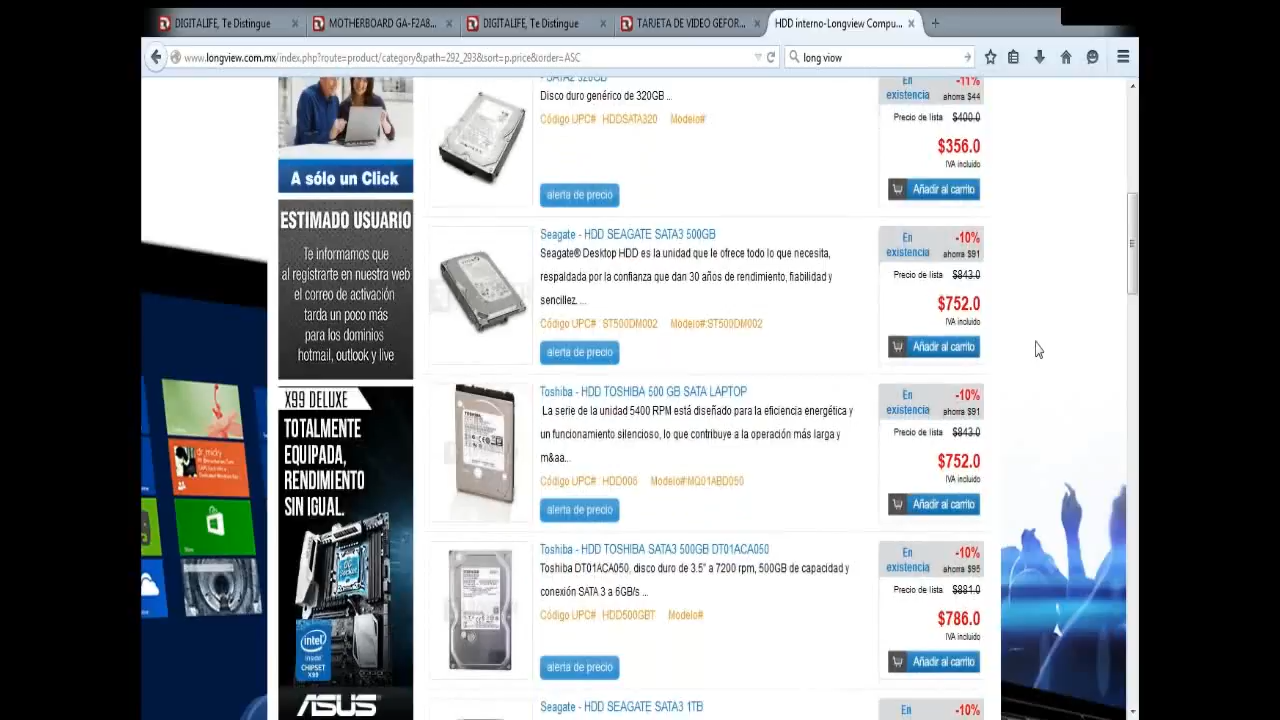 DIGITALIFE, Te Distingue
MOTHERBOARD GA-F2A8...
DIGITALIFE, Te Distingue
TARJETA DE VIDEO GEFOR...
HDD interno-Longview Compu...
www.longview.com.mx/index.php?route=product/category&path=292_293&sort=p.price&order=ASC
long view
A sólo un Click
ESTIMADO USUARIO
Te informamos que
al registrarte en nuestra web
el correo de activación
tarda un poco más
para los dominios
hotmail, outlook y live
X99 DELUXE
TOTALMENTE
EQUIPADA,
RENDIMIENTO
SIN IGUAL.
intel
inside
CHIPSET
X99
ASUS
dr_micky
- SATA2 320GB
Disco duro genérico de 320GB ...
Código UPC# HDDSATA320 Modelo#
alerta de precio
En existencia
-11%
ahorra $44
Precio de lista $400.0
$356.0
IVA incluido
Añadir al carrito
Seagate - HDD SEAGATE SATA3 500GB
Seagate® Desktop HDD es la unidad que le ofrece todo lo que necesita,
respaldada por la confianza que dan 30 años de rendimiento, fiabilidad y
sencillez. ...
Código UPC# : ST500DM002 Modelo#:ST500DM002
alerta de precio
En existencia
-10%
ahorra $91
Precio de lista $843.0
$752.0
IVA incluido
Añadir al carrito
Toshiba - HDD TOSHIBA 500 GB SATA LAPTOP
La serie de la unidad 5400 RPM está diseñado para la eficiencia energética y
un funcionamiento silencioso, lo que contribuye a la operación más larga y
m&aa...
Código UPC# : HDD006 Modelo#:MQ01ABD050
alerta de precio
En existencia
-10%
ahorra $91
Precio de lista $843.0
$752.0
IVA incluido
Añadir al carrito
Toshiba - HDD TOSHIBA SATA3 500GB DT01ACA050
Toshiba DT01ACA050. disco duro de 3.5" a 7200 rpm, 500GB de capacidad y
conexión SATA 3 a 6GB/s ...
Código UPC# : HDD500GBT Modelo#
alerta de precio
En existencia
-10%
ahorra $95
Precio de lista $881.0
$786.0
IVA incluido
Añadir al carrito
Seagate - HDD SEAGATE SATA3 1TB
En
-10%